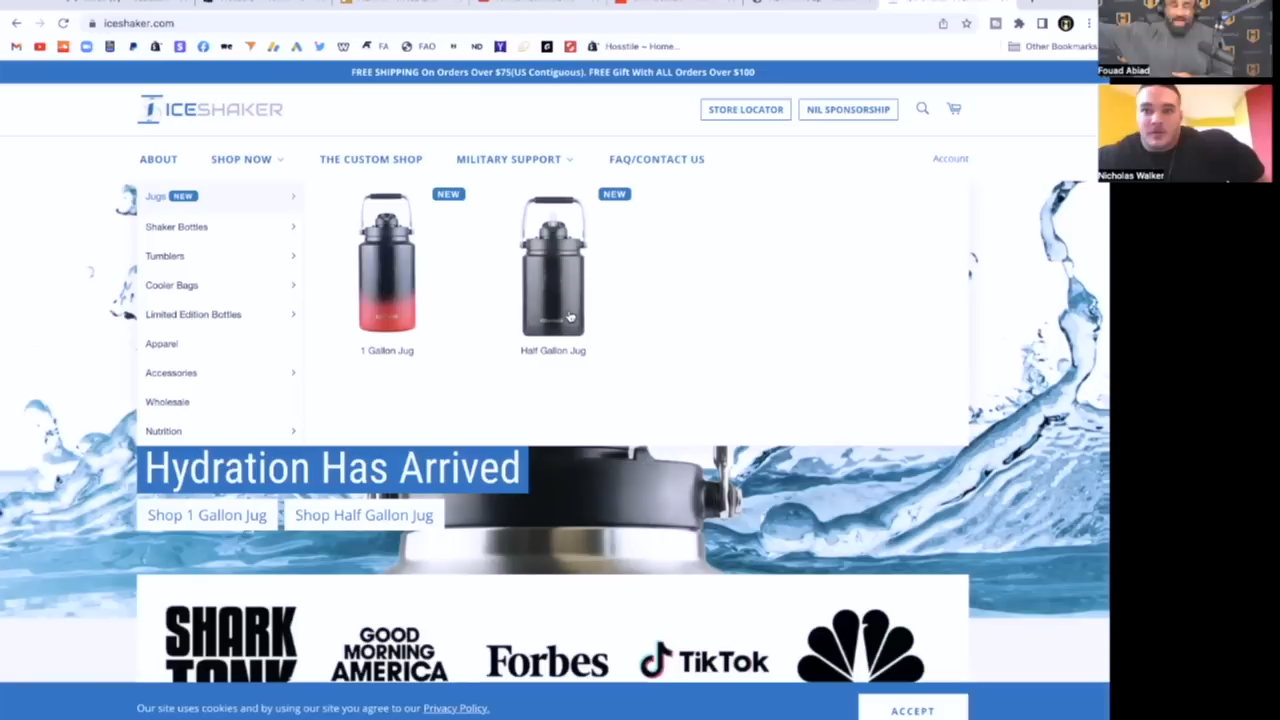 iceshaker.com
FA
FAO
ND
Hosstile – Home...
Other Bookmarks
Fouad Abiad
FREE SHIPPING On Orders Over $75(US Contiguous). FREE Gift With ALL Orders Over $100
ICESHAKER
STORE LOCATOR
NIL SPONSORSHIP
Nicholas Walker
ABOUT
SHOP NOW
THE CUSTOM SHOP
MILITARY SUPPORT
FAQ/CONTACT US
Account
Jugs NEW
NEW
NEW
Shaker Bottles
Tumblers
Cooler Bags
Limited Edition Bottles
Apparel
1 Gallon Jug
Half Gallon Jug
Accessories
Wholesale
Nutrition
Hydration Has Arrived
Shop 1 Gallon Jug
Shop Half Gallon Jug
SHARK
TANK
GOOD
MORNING
AMERICA
Forbes
TikTok
Our site uses cookies and by using our site you agree to our Privacy Policy.
ACCEPT